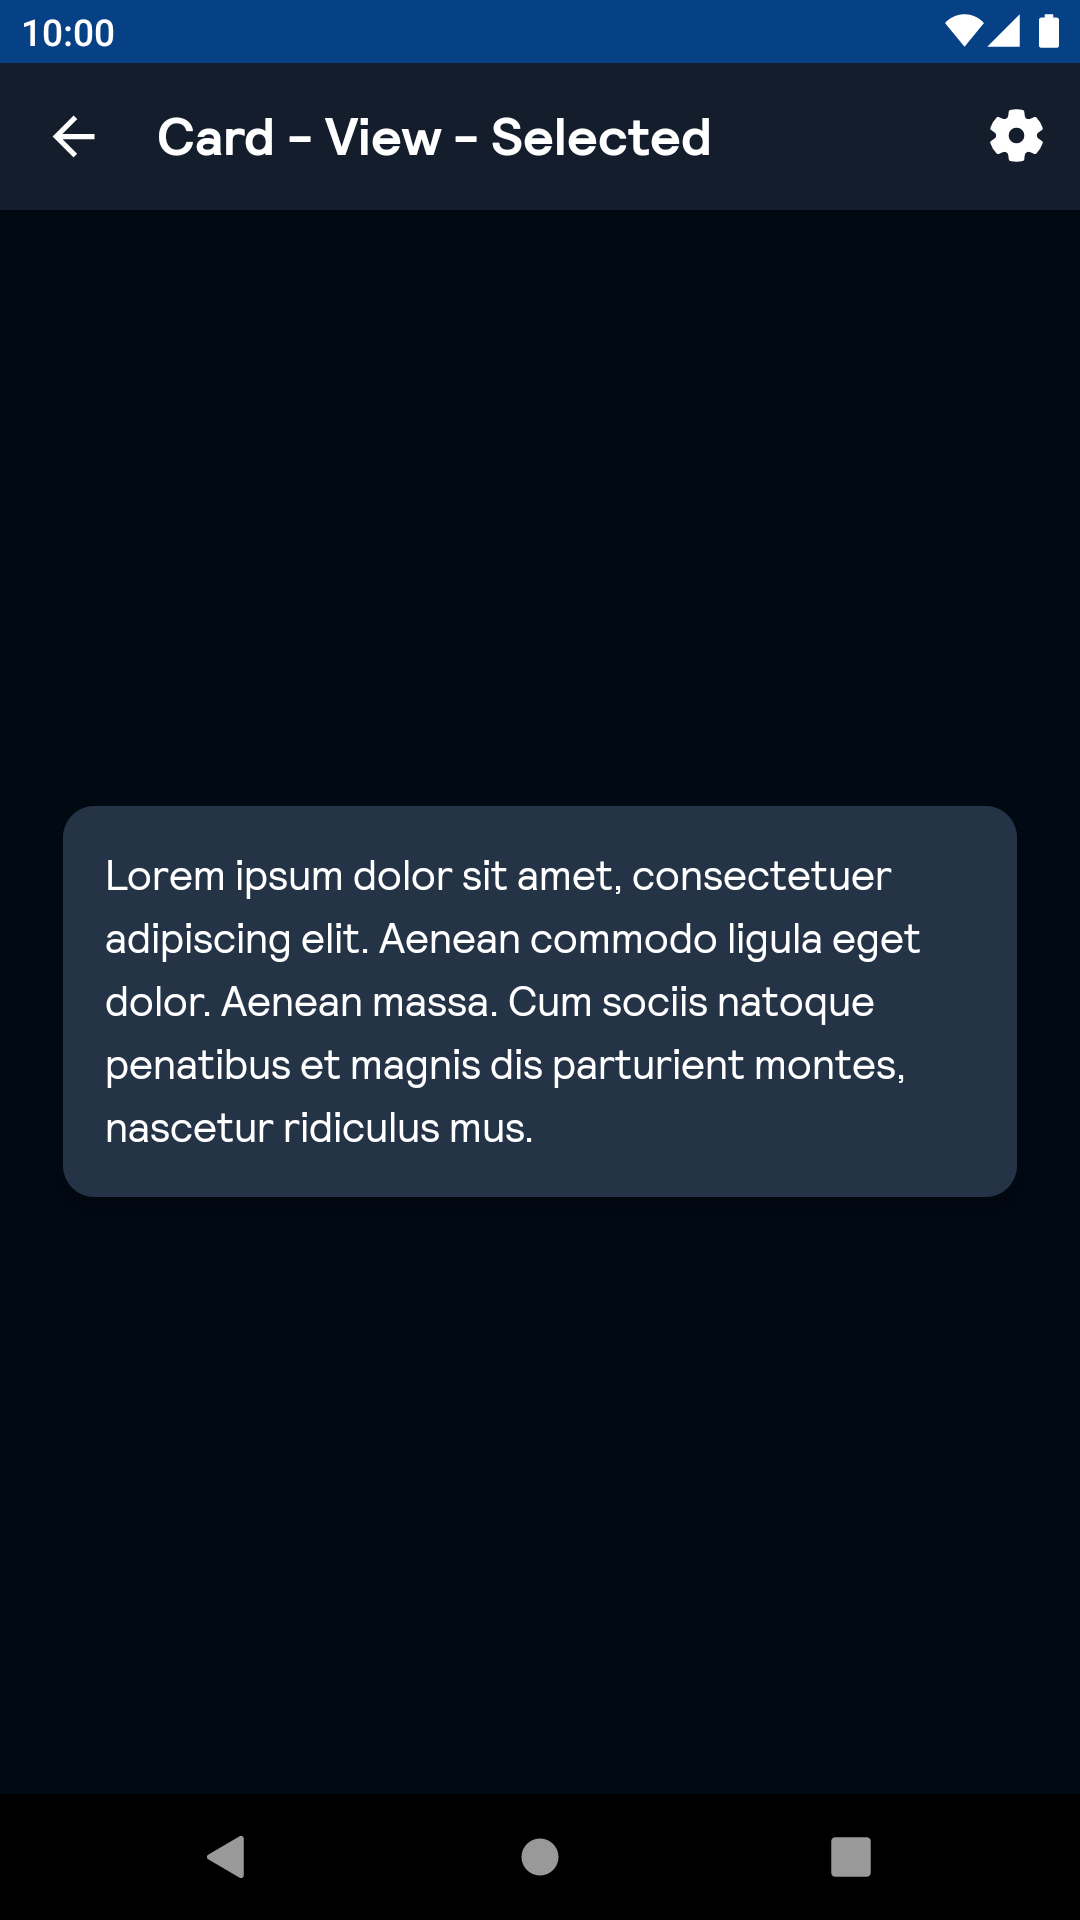 10:00
Card - View - Selected
Lorem ipsum dolor sit amet, consectetuer
adipiscing elit. Aenean commodo ligula eget
dolor. Aenean massa. Cum sociis natoque
penatibus et magnis dis parturient montes,
nascetur ridiculus mus.